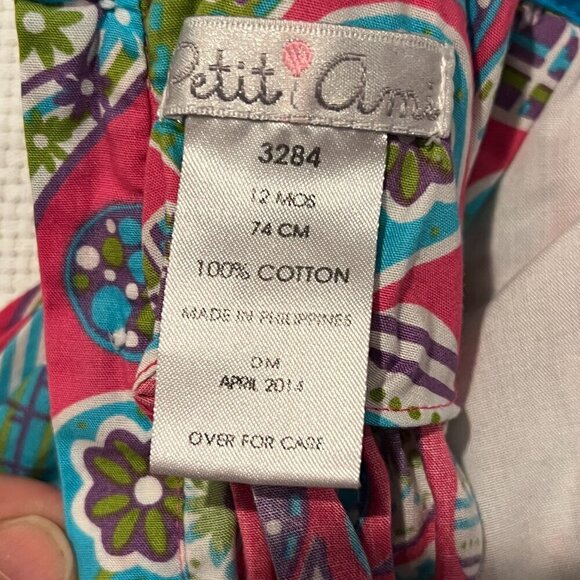 Petit Ami
3284
12 MOS
74 CM
100% COTTON
MADE IN PHILIPPINES
DM
APRIL 2014
OVER FOR CARE